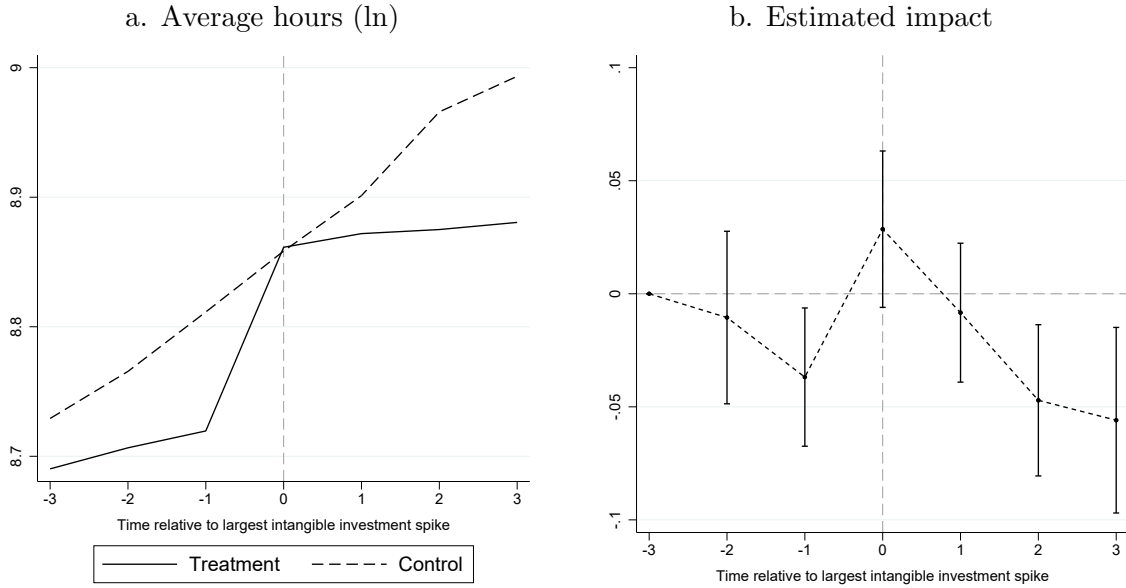 a. Average hours (ln)
9
8.9
8.8
8.7
-3 -2 -1 0 1 2 3
Time relative to largest intangible investment spike
Treatment Control
b. Estimated impact
.1
.05
0
-.05
-.1
-3 -2 -1 0 1 2 3
Time relative to largest intangible investment spike